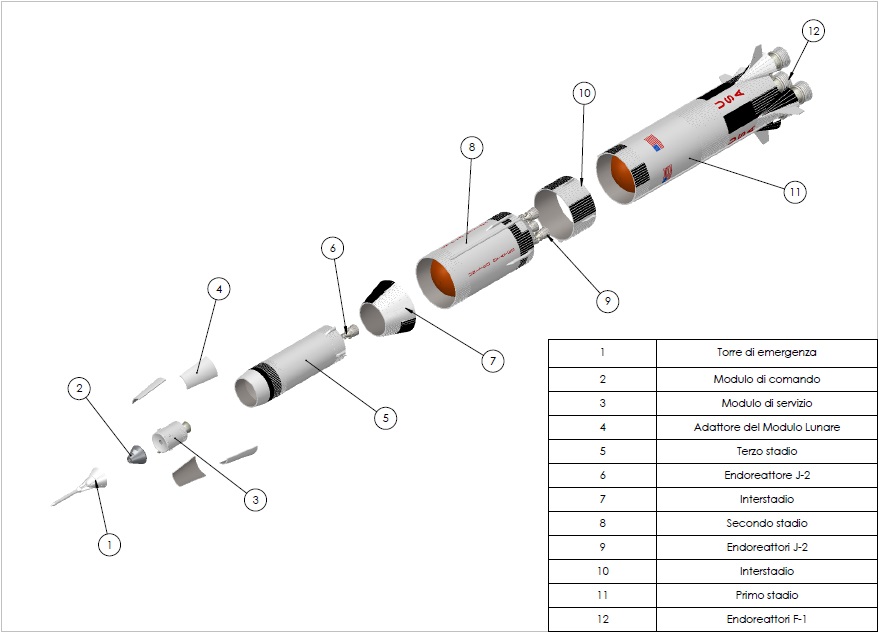 12
10
USA
USA
8
11
6
9
4
7
2
5
3
1
1 Torre di emergenza
2 Modulo di comando
3 Modulo di servizio
4 Adattore del Modulo Lunare
5 Terzo stadio
6 Endoreattore J-2
7 Interstadio
8 Secondo stadio
9 Endoreattori J-2
10 Interstadio
11 Primo stadio
12 Endoreattori F-1